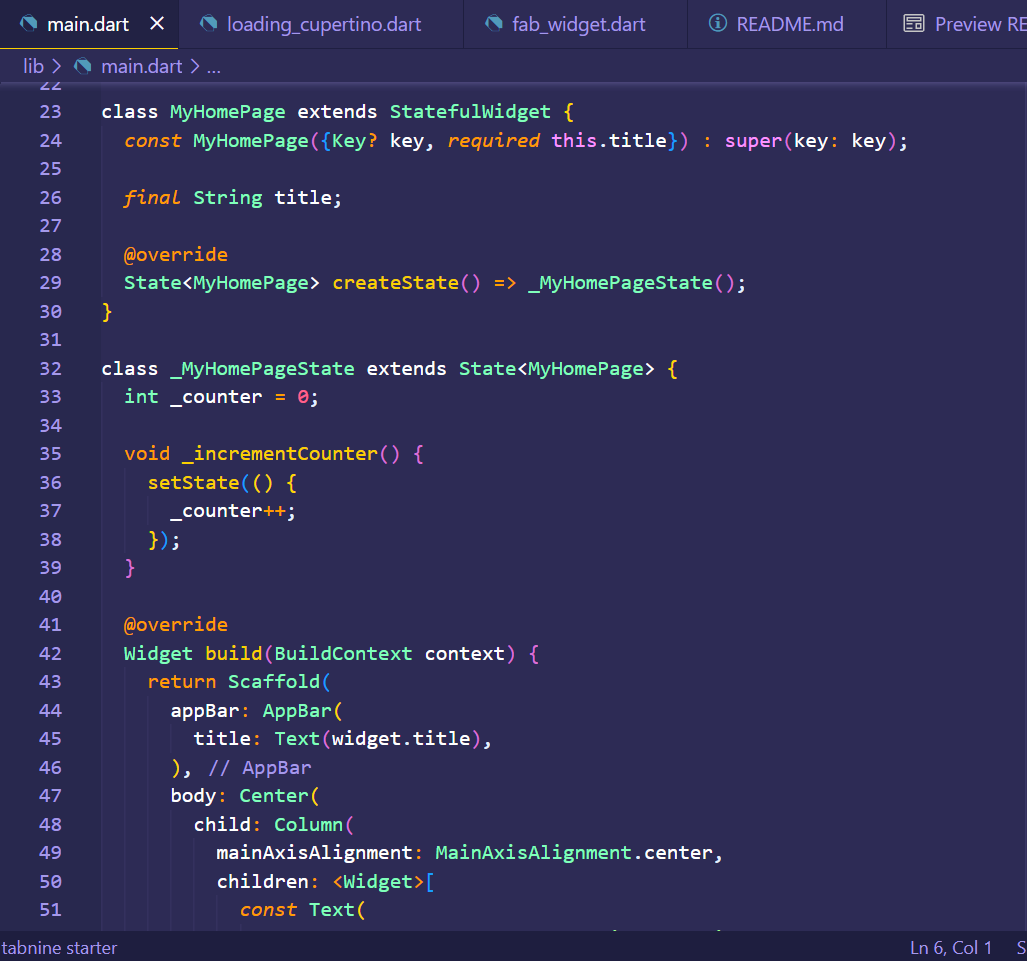 main.dart loading_cupertino.dart fab_widget.dart README.md Preview RE
lib > main.dart > ...
22
23 class MyHomePage extends StatefulWidget {
24   const MyHomePage({Key? key, required this.title}) : super(key: key);
25
26   final String title;
27
28   @override
29   State<MyHomePage> createState() => _MyHomePageState();
30 }
31
32 class _MyHomePageState extends State<MyHomePage> {
33   int _counter = 0;
34
35   void _incrementCounter() {
36     setState(() {
37       _counter++;
38     });
39   }
40
41   @override
42   Widget build(BuildContext context) {
43     return Scaffold(
44       appBar: AppBar(
45         title: Text(widget.title),
46       ), // AppBar
47       body: Center(
48         child: Column(
49           mainAxisAlignment: MainAxisAlignment.center,
50           children: <Widget>[
51             const Text(
tabnine starter Ln 6, Col 1 S